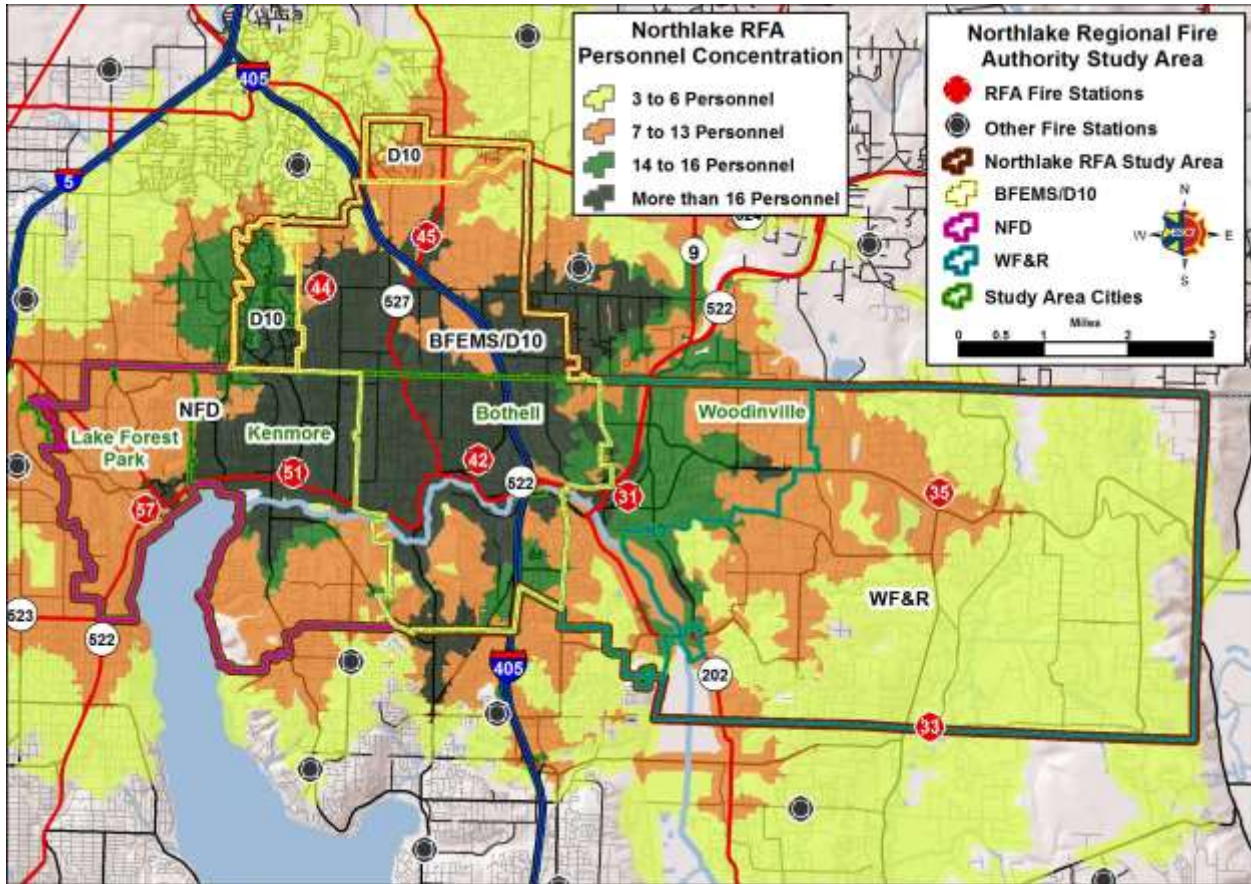 Northlake RFA
Personnel Concentration
3 to 6 Personnel
7 to 13 Personnel
14 to 16 Personnel
More than 16 Personnel
Northlake Regional Fire
Authority Study Area
RFA Fire Stations
Other Fire Stations
Northlake RFA Study Area
BFEMS/D10
NFD
WF&R
Study Area Cities
Miles
0 0.5 1 2 3
N
W E
S
405
5
D10
45
9
522
44
527
D10
BFEMS/D10
NFD
Lake Forest
Park
Kenmore
Bothell
Woodinville
51
42
522
31
35
57
WF&R
523
522
405
202
33